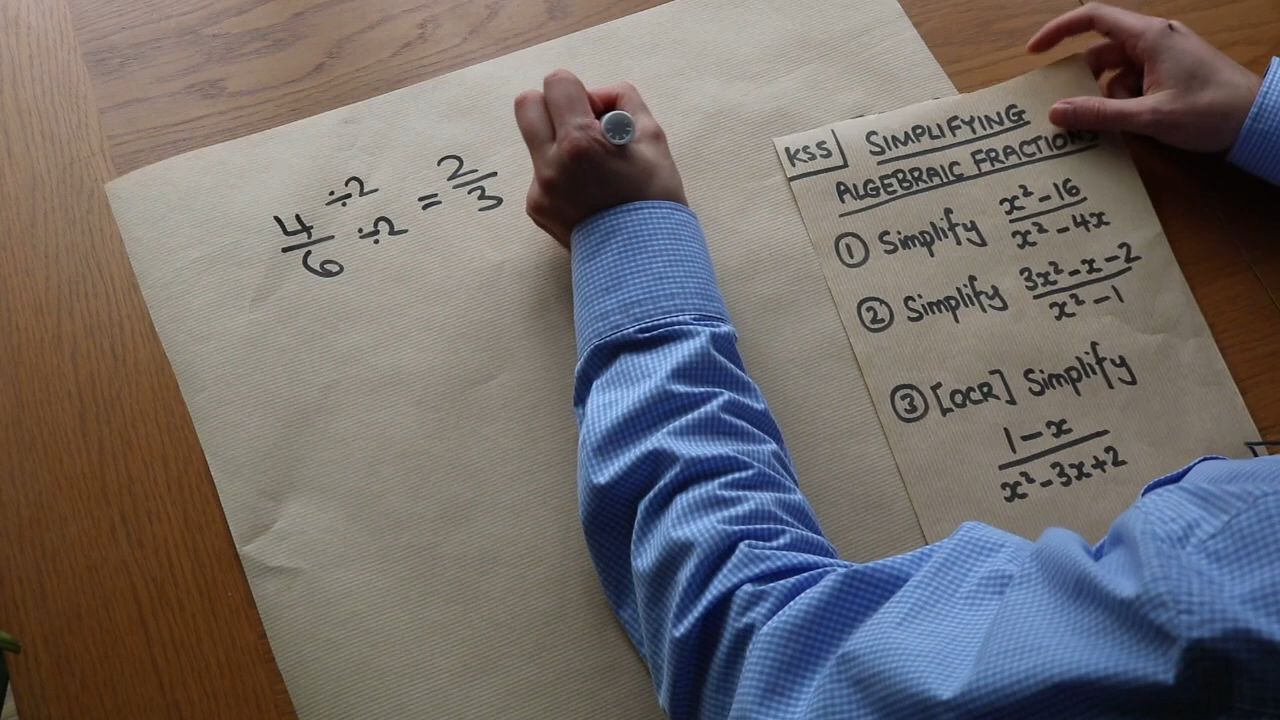 4/6 ÷2 ÷2 = 2/3
KS5 SIMPLIFYING
ALGEBRAIC FRACTIONS
① Simplify x²-16 / x²-4x
② Simplify 3x²-x-2 / x²-1
③ [OCR] Simplify
1-x / x²-3x+2